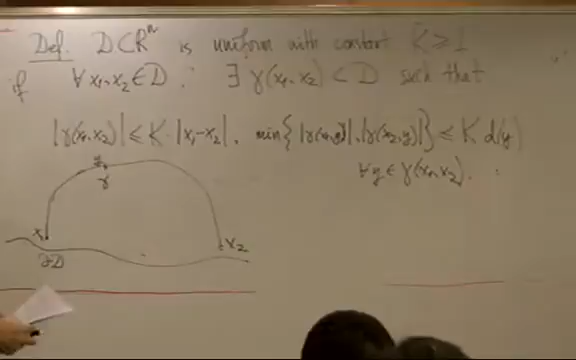 Def. D⊂Rⁿ is uniform with constant K ≥ 1
if ∀ x₁, x₂ ∈ D : ∃ γ(x₁, x₂) ⊂ D such that
|γ(x₁, x₂)| ≤ K·|x₁-x₂|, min{|γ(x₁,y)|, |γ(x₂,y)|} ≤ K d(y)
∀y ∈ γ(x₁, x₂).
y
γ
x₁
x₂
∂D